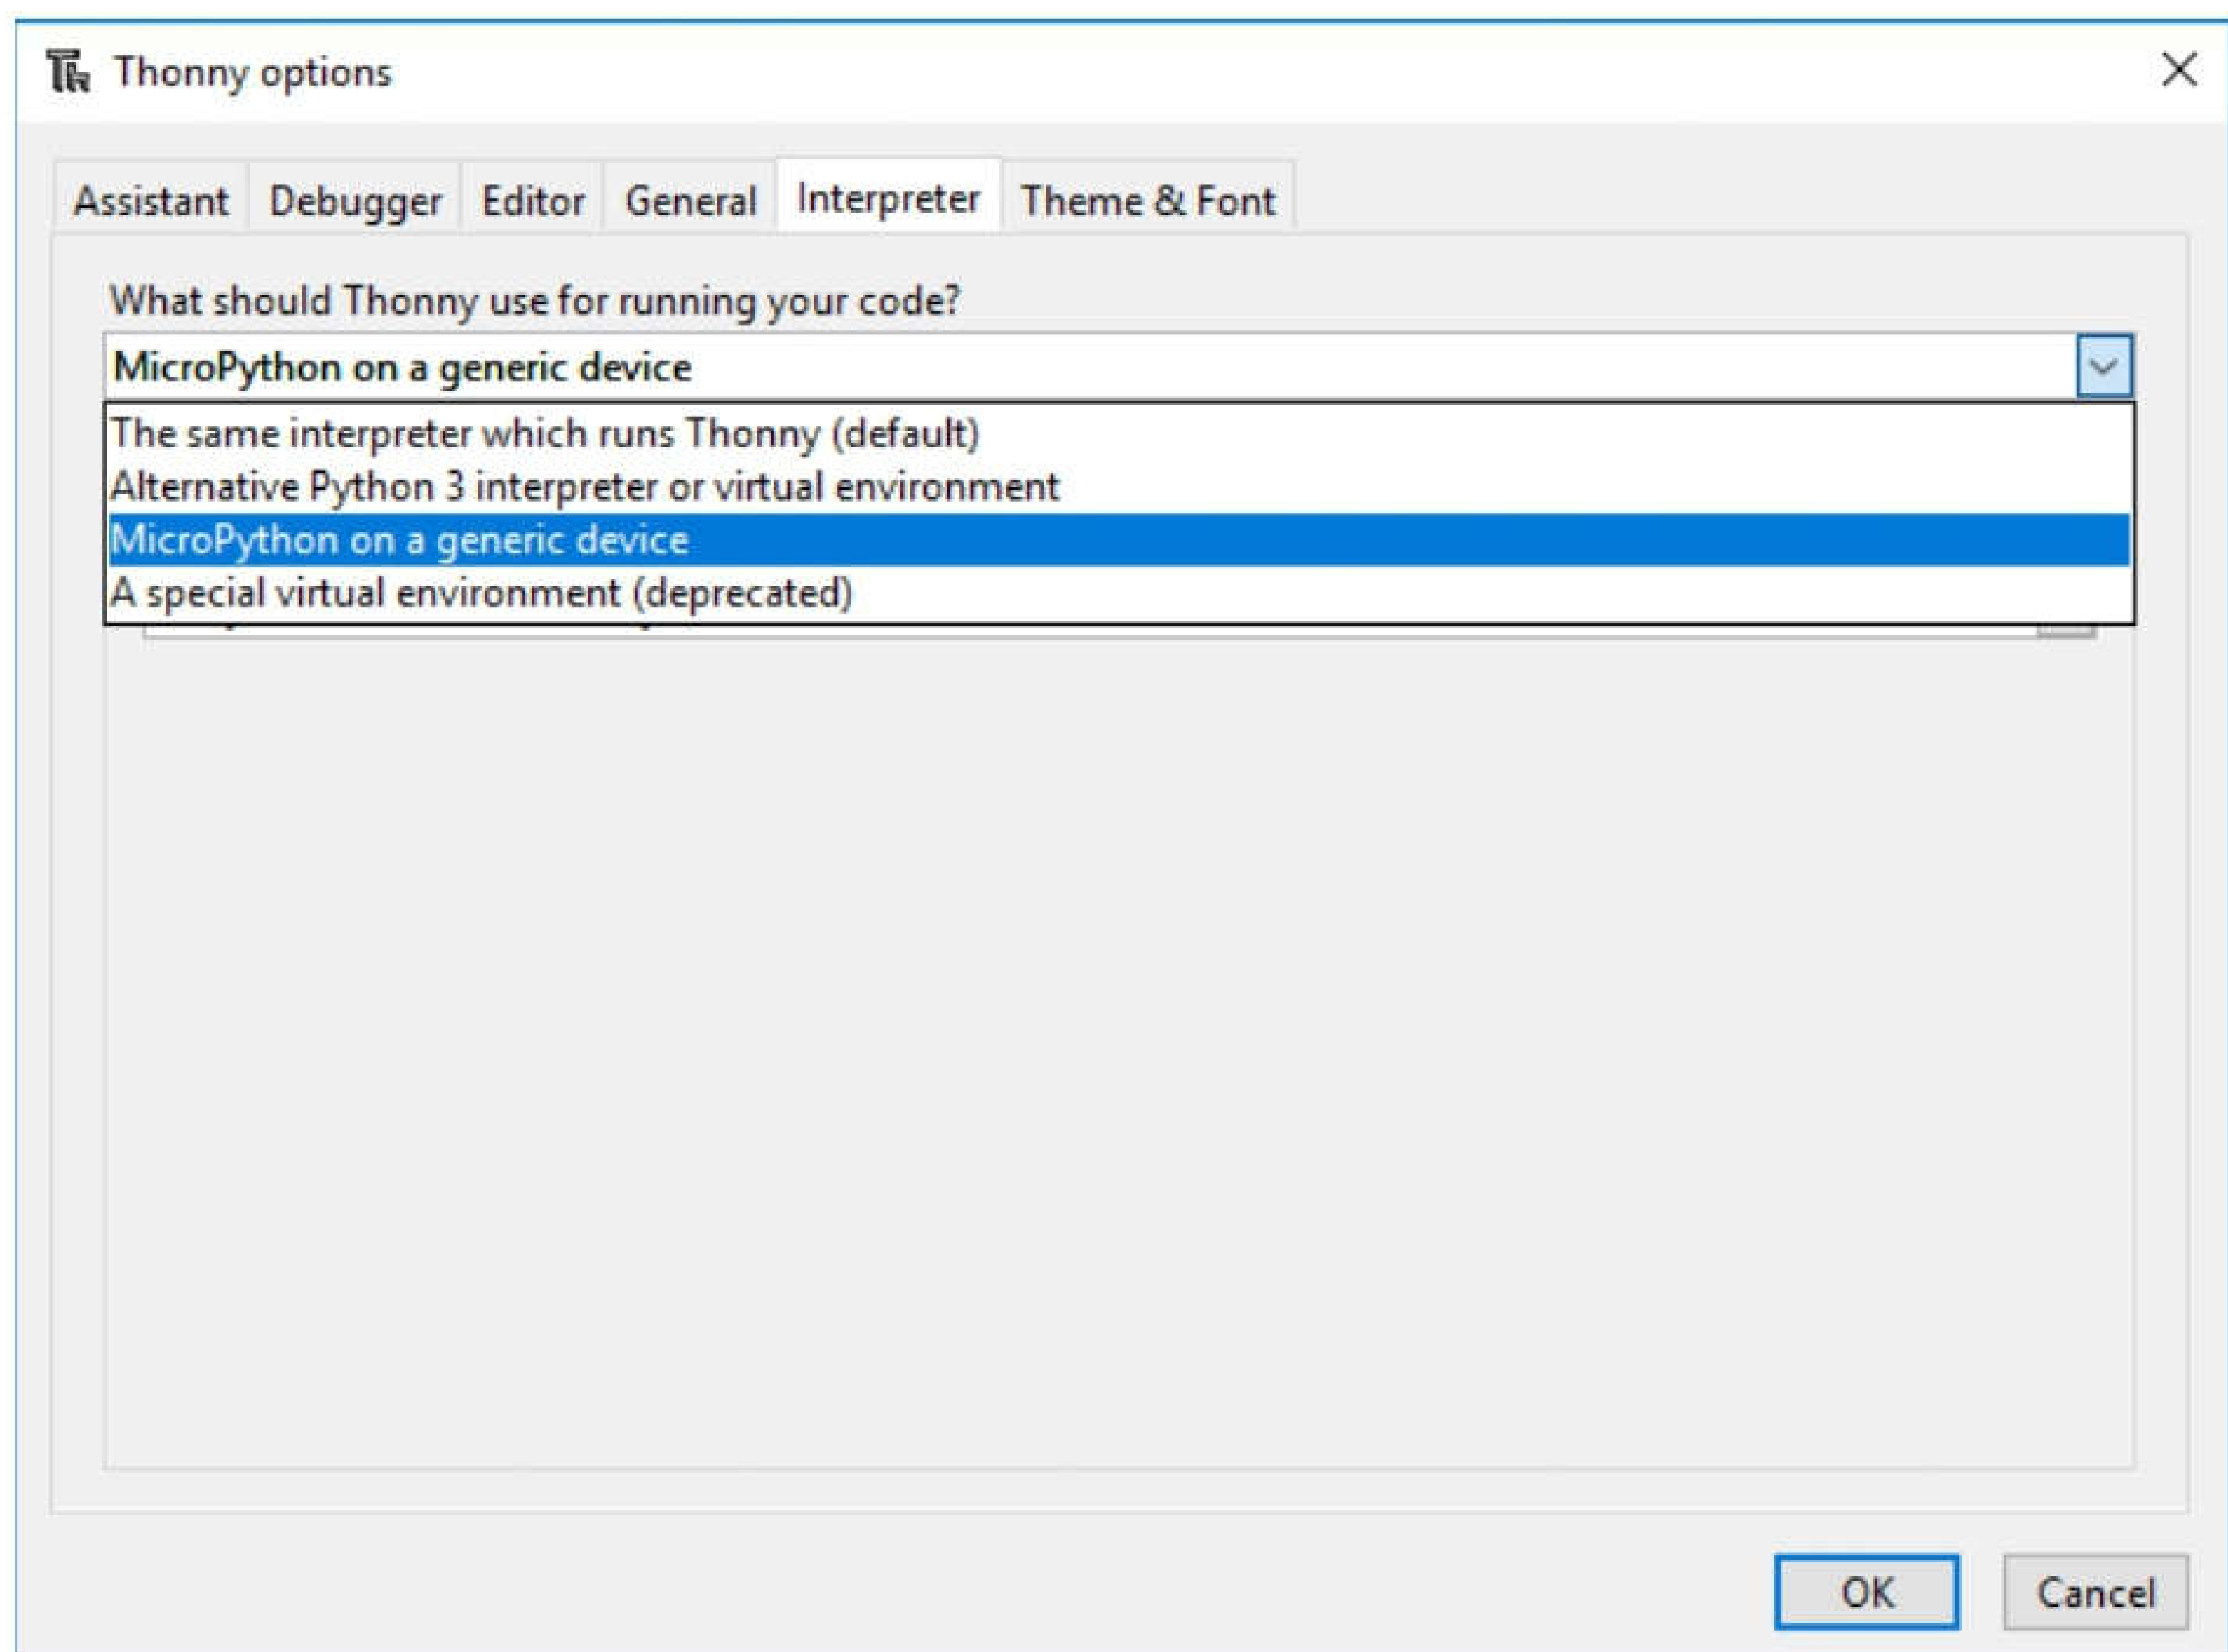 Thonny options
Assistant Debugger Editor General Interpreter Theme & Font
What should Thonny use for running your code?
MicroPython on a generic device
The same interpreter which runs Thonny (default)
Alternative Python 3 interpreter or virtual environment
MicroPython on a generic device
A special virtual environment (deprecated)
OK Cancel